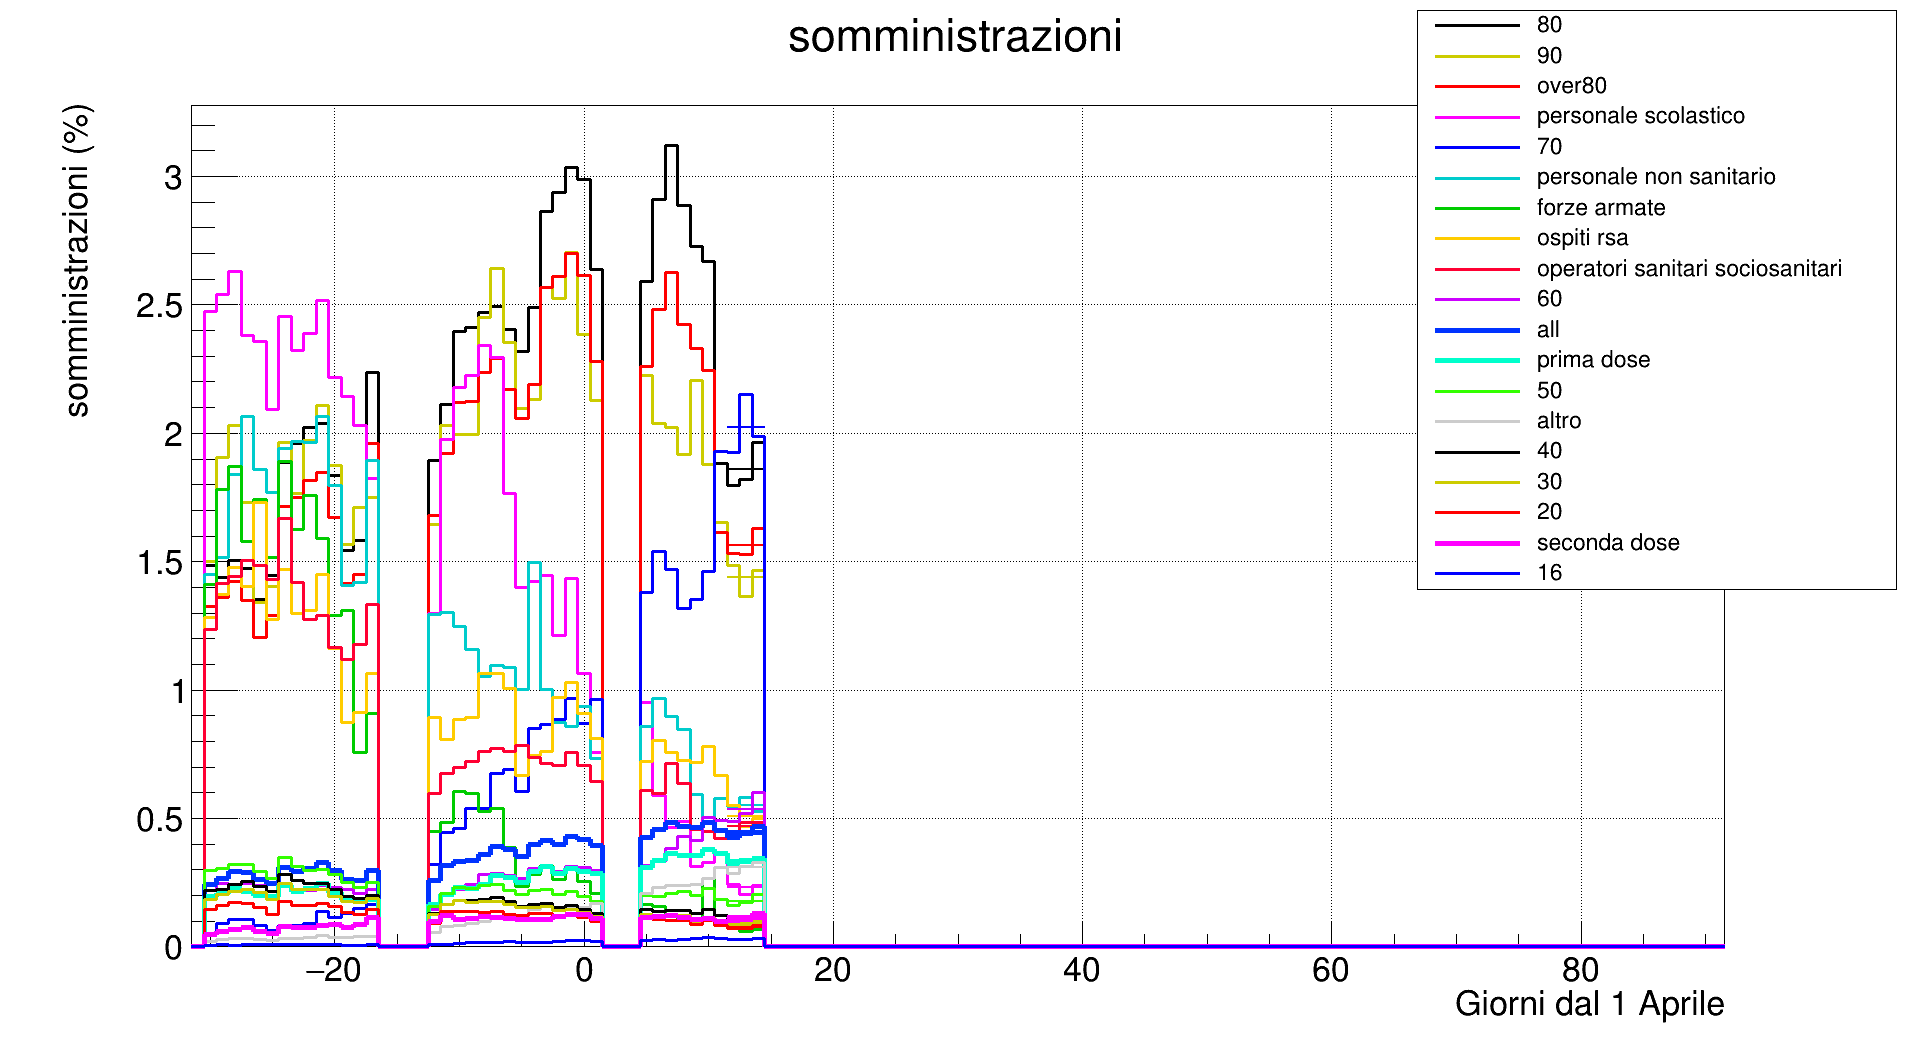 somministrazioni
80
90
over80
personale scolastico
70
personale non sanitario
forze armate
ospiti rsa
operatori sanitari sociosanitari
60
all
prima dose
50
altro
40
30
20
seconda dose
16
somministrazioni (%)
3
2.5
2
1.5
1
0.5
0
−20 0 20 40 60 80
Giorni dal 1 Aprile